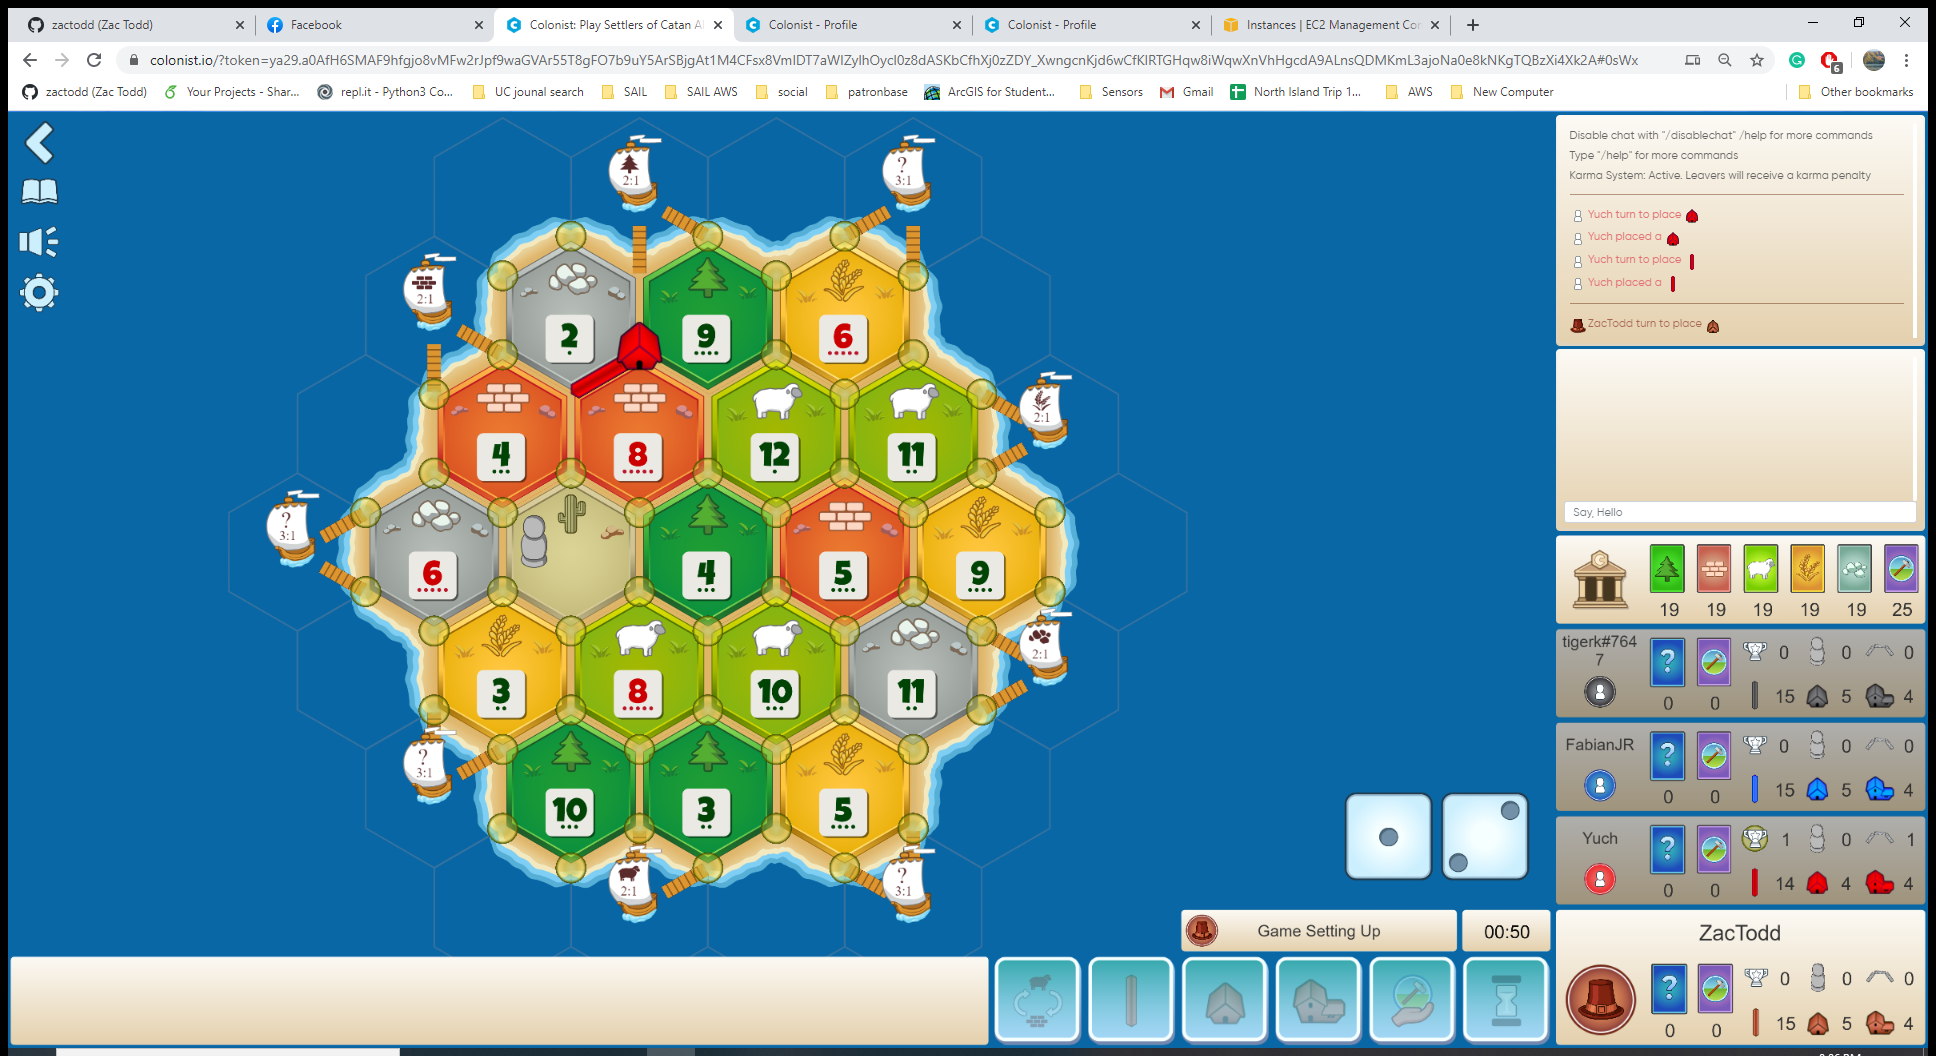 zactodd (Zac Todd)
Facebook
Colonist: Play Settlers of Catan Al
Colonist - Profile
Colonist - Profile
Instances | EC2 Management Con
colonist.io/?token=ya29.a0AfH6SMAF9hfgjo8vMFw2rJpf9waGVAr55T8gFO7b9uY5ArSBjgAt1M4CFsx8VmIDT7aWIZyIhOycI0z8dASKbCfhXj0zZDY_XwngcnKjd6wCfKIRTGHqw8iWqwXnVhHgcdA9ALnsQDMKmL3ajoNa0e8kNKgTQBzXi4Xk2A#0sWx
6
zactodd (Zac Todd)
Your Projects - Shar...
repl.it - Python3 Co...
UC jounal search
SAIL
SAIL AWS
social
patronbase
ArcGIS for Student...
Sensors
Gmail
North Island Trip 1...
AWS
New Computer
Other bookmarks
2:1
?
3:1
2:1
2
9
6
2:1
4
8
12
11
?
3:1
6
4
5
9
2:1
3
8
10
11
?
3:1
10
3
5
2:1
?
3:1
Disable chat with "/disablechat" /help for more commands
Type "/help" for more commands
Karma System: Active. Leavers will receive a karma penalty
Yuch turn to place
Yuch placed a
Yuch turn to place
Yuch placed a
ZacTodd turn to place
Say, Hello
19 19 19 19 19 25
tigerk#764
7
?
0 0 0
0 0 15 5 4
FabianJR
?
0 0 0
0 0 15 5 4
Yuch
?
1 0 1
0 0 14 4 4
Game Setting Up
00:50
ZacTodd
?
0 0 0
0 0 15 5 4